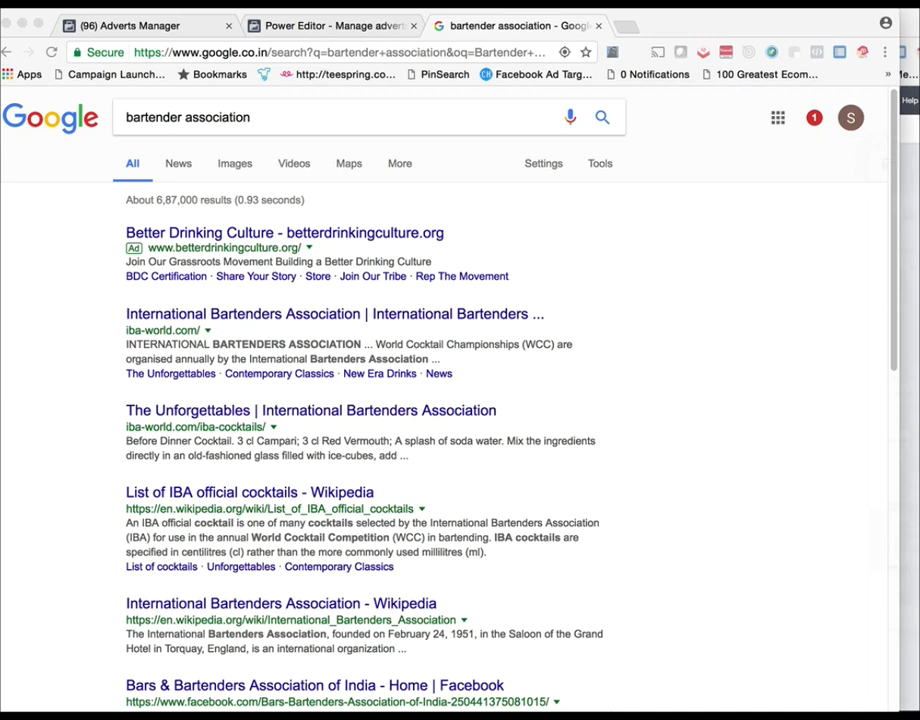 (96) Adverts Manager
Power Editor - Manage advert
bartender association - Goog
Secure https://www.google.co.in/search?q=bartender+association&oq=Bartender+...
Apps Campaign Launch... Bookmarks http://teespring.co... PinSearch Facebook Ad Targ... 0 Notifications 100 Greatest Ecom... »
Help
Google bartender association 1 S
All News Images Videos Maps More Settings Tools
About 6,87,000 results (0.93 seconds)
Better Drinking Culture - betterdrinkingculture.org
Ad www.betterdrinkingculture.org/
Join Our Grassroots Movement Building a Better Drinking Culture
BDC Certification · Share Your Story · Store · Join Our Tribe · Rep The Movement
International Bartenders Association | International Bartenders ...
iba-world.com/
INTERNATIONAL BARTENDERS ASSOCIATION ... World Cocktail Championships (WCC) are
organised annually by the International Bartenders Association ...
The Unforgettables · Contemporary Classics · New Era Drinks · News
The Unforgettables | International Bartenders Association
iba-world.com/iba-cocktails/
Before Dinner Cocktail. 3 cl Campari; 3 cl Red Vermouth; A splash of soda water. Mix the ingredients
directly in an old-fashioned glass filled with ice-cubes, add ...
List of IBA official cocktails - Wikipedia
https://en.wikipedia.org/wiki/List_of_IBA_official_cocktails
An IBA official cocktail is one of many cocktails selected by the International Bartenders Association
(IBA) for use in the annual World Cocktail Competition (WCC) in bartending. IBA cocktails are
specified in centilitres (cl) rather than the more commonly used millilitres (ml).
List of cocktails · Unforgettables · Contemporary Classics
International Bartenders Association - Wikipedia
https://en.wikipedia.org/wiki/International_Bartenders_Association
The International Bartenders Association, founded on February 24, 1951, in the Saloon of the Grand
Hotel in Torquay, England, is an international organization ...
Bars & Bartenders Association of India - Home | Facebook
https://www.facebook.com/Bars-Bartenders-Association-of-India-250441375081015/